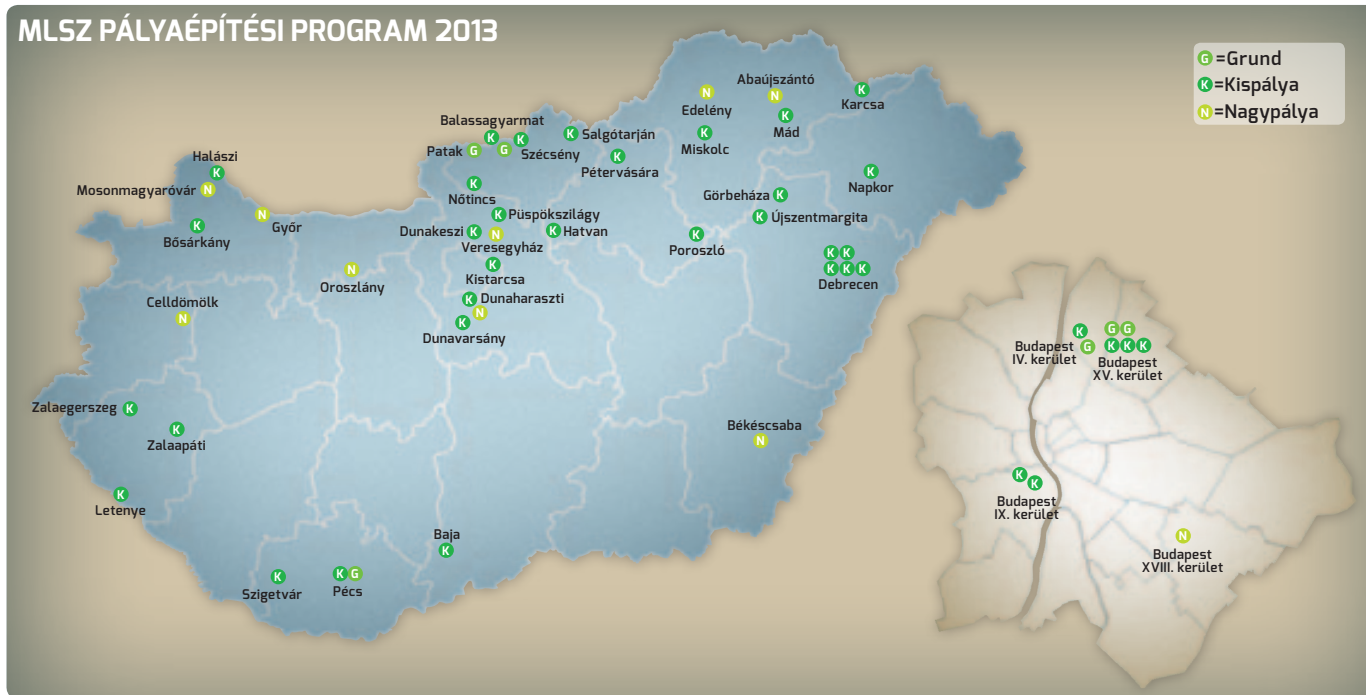 MLSZ PÁLYAÉPÍTÉSI PROGRAM 2013
G =Grund
K =Kispálya
N =Nagypálya
Abaújszántó
N
Edelény
N
Karcsa
K
Mád
K
Miskolc
K
Balassagyarmat
K
K
Salgótarján
K
Patak
G
G
Szécsény
Pétervására
K
Halászi
K
Mosonmagyaróvár
N
Győr
N
Bősárkány
K
Nőtincs
K
Napkor
K
Görbeháza
K
Újszentmargita
K
Püspökszilágy
K
Dunakeszi
K
N
Veresegyház
Hatvan
K
Poroszló
K
Kistarcsa
K
K K
K K K
Debrecen
Oroszlány
N
Dunaharaszti
K
N
K
Dunavarsány
Celldömölk
N
Zalaegerszeg
K
Zalaapáti
K
Letenye
K
Békéscsaba
N
Baja
K
Szigetvár
K
K G
Pécs
K
G
Budapest
IV. kerület
G G
K K K
Budapest
XV. kerület
K
K
Budapest
IX. kerület
N
Budapest
XVIII. kerület